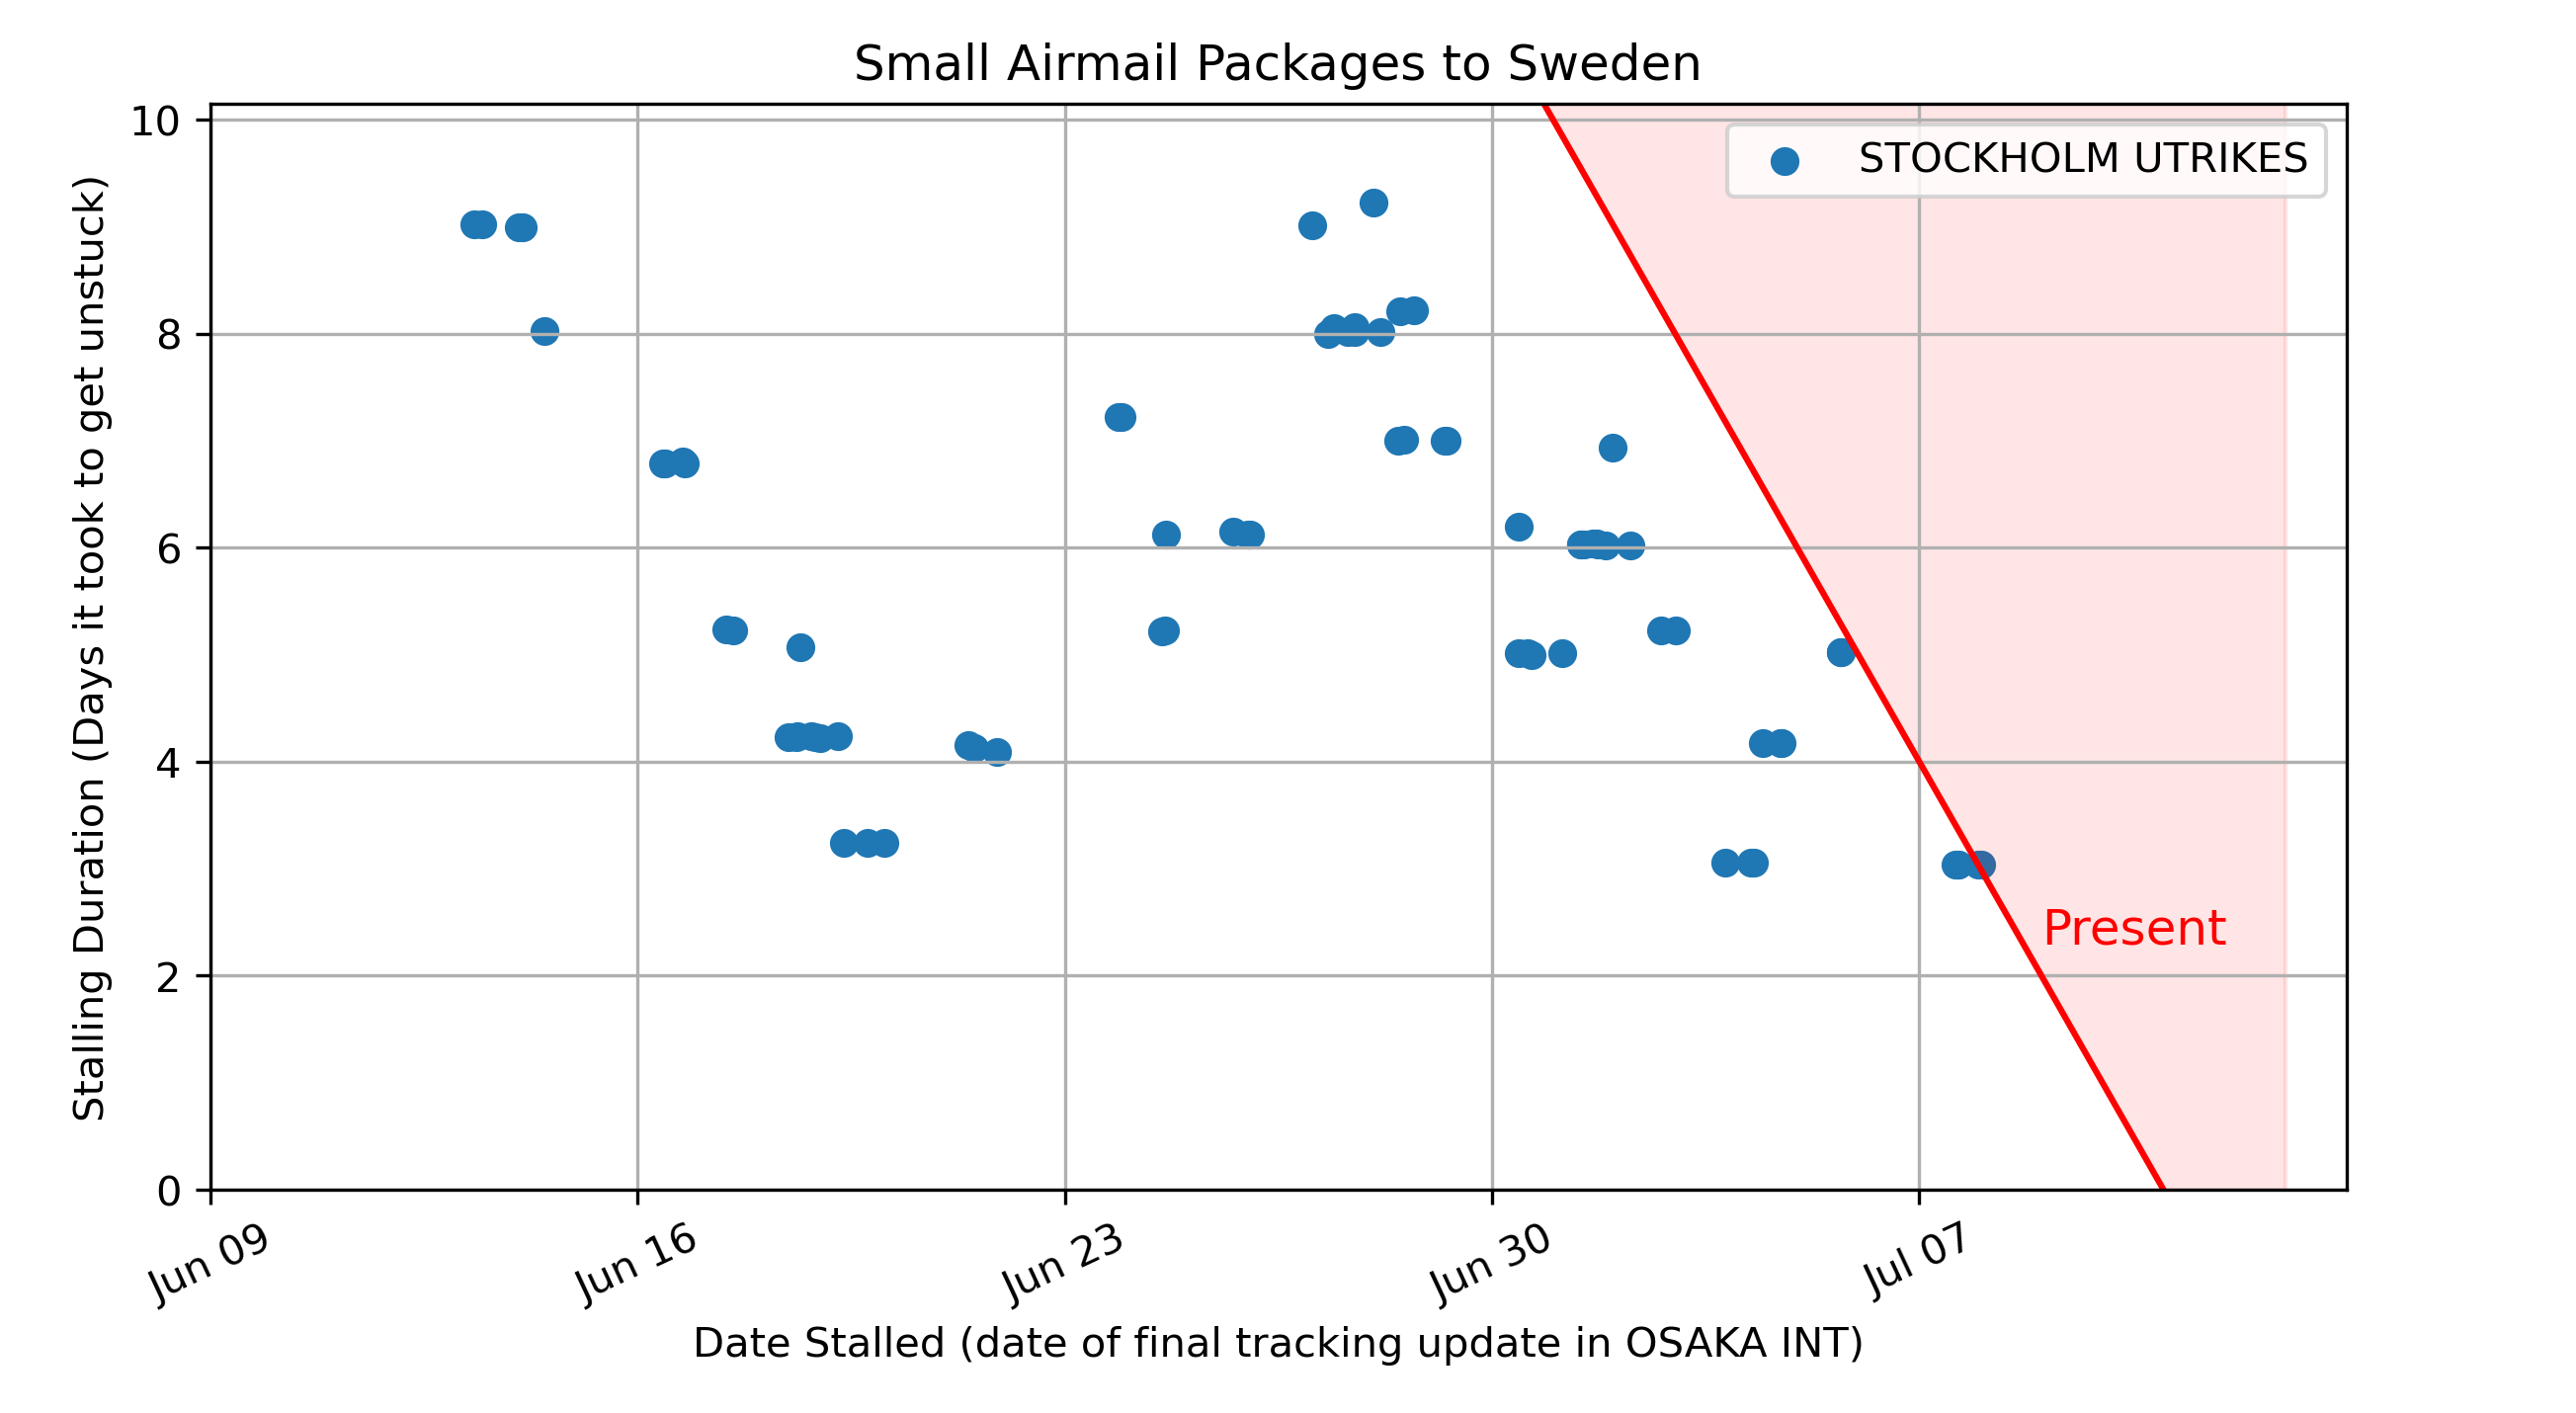 Small Airmail Packages to Sweden
STOCKHOLM UTRIKES
Stalling Duration (Days it took to get unstuck)
10
8
6
4
2
0
Present
Jun 09
Jun 16
Jun 23
Jun 30
Jul 07
Date Stalled (date of final tracking update in OSAKA INT)